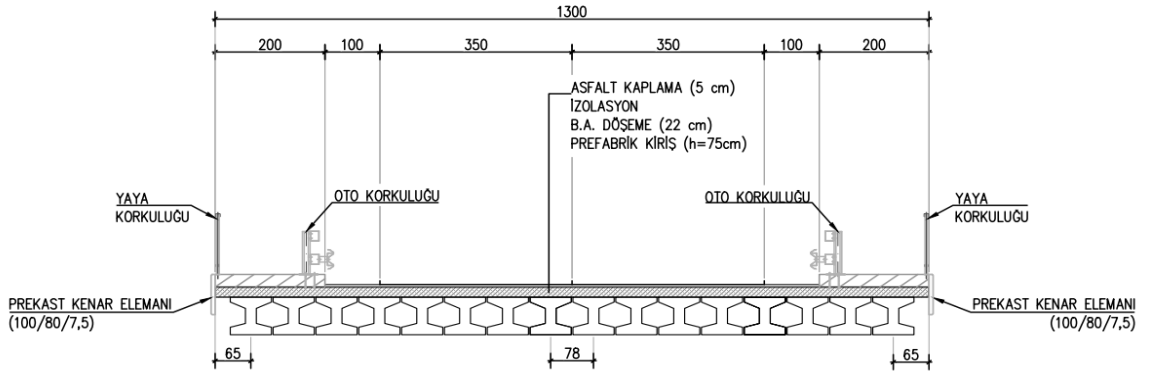 1300
200 100 350 350 100 200
ASFALT KAPLAMA (5 cm)
İZOLASYON
B.A. DÖŞEME (22 cm)
PREFABRİK KİRİŞ (h=75cm)
YAYA
KORKULUĞU
OTO KORKULUĞU
OTO KORKULUĞU
YAYA
KORKULUĞU
PREKAST KENAR ELEMANI
(100/80/7,5)
PREKAST KENAR ELEMANI
(100/80/7,5)
65 78 65